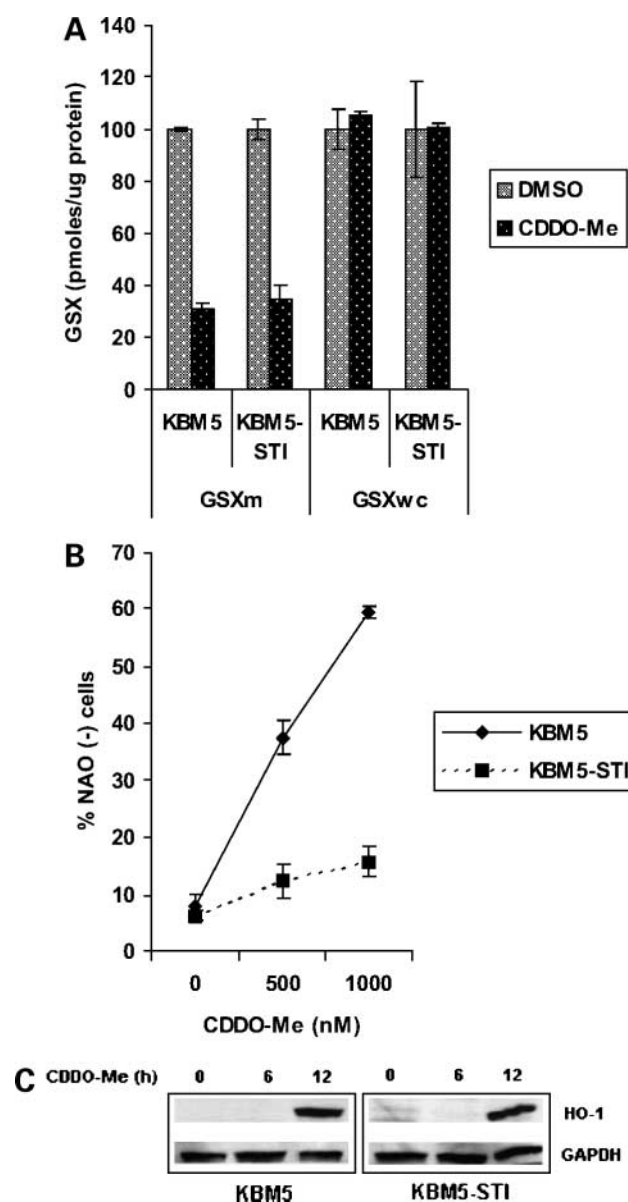 A
GSX (pmoles/ug protein)
140
120
100
80
60
40
20
0
KBM5 KBM5-STI KBM5 KBM5-STI
GSXm GSXwc
DMSO
CDDO-Me
B
% NAO (-) cells
70
60
50
40
30
20
10
0
0 500 1000
CDDO-Me (nM)
KBM5
KBM5-STI
C
CDDO-Me (h) 0 6 12 0 6 12
HO-1
GAPDH
KBM5 KBM5-STI